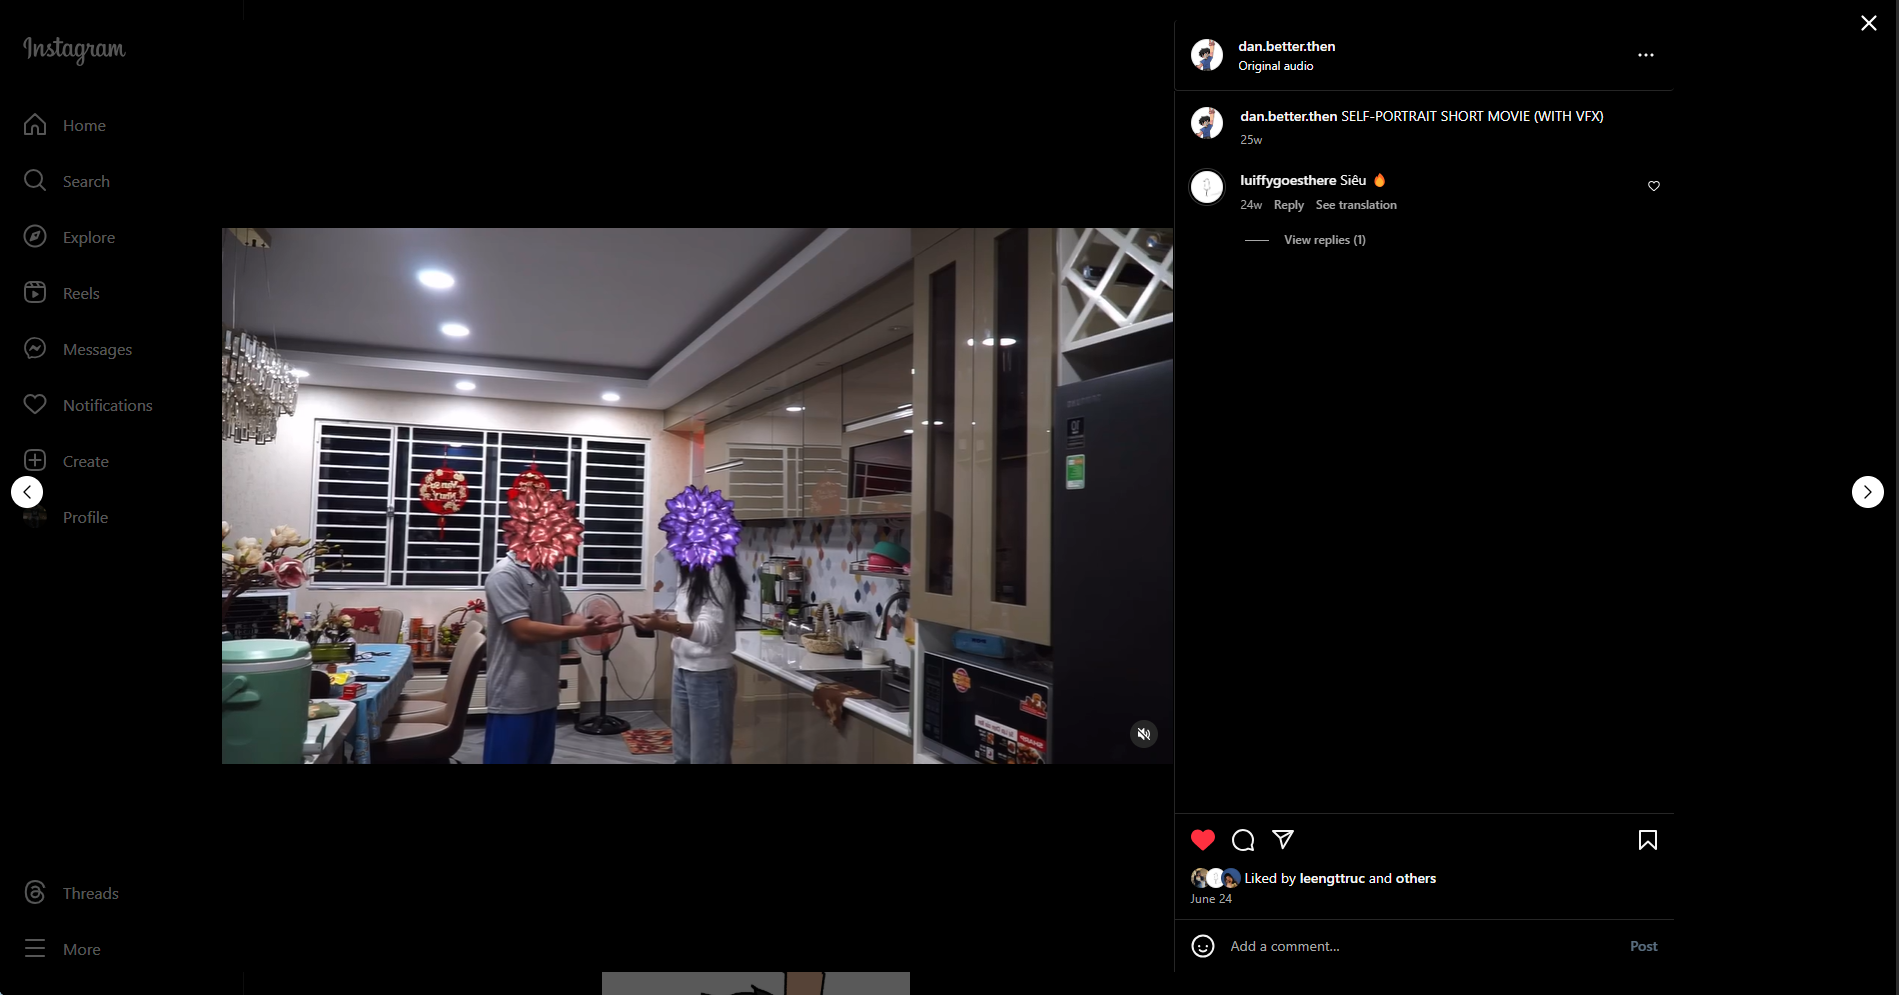 Instagram
Home
Search
Explore
Reels
Messages
Notifications
Create
Profile
Threads
More
dan.better.then
Original audio
dan.better.then SELF-PORTRAIT SHORT MOVIE (WITH VFX)
25w
luiffygoesthere Siêu 🔥
24w Reply See translation
View replies (1)
SHARP
Liked by leengttruc and others
June 24
Add a comment...
Post